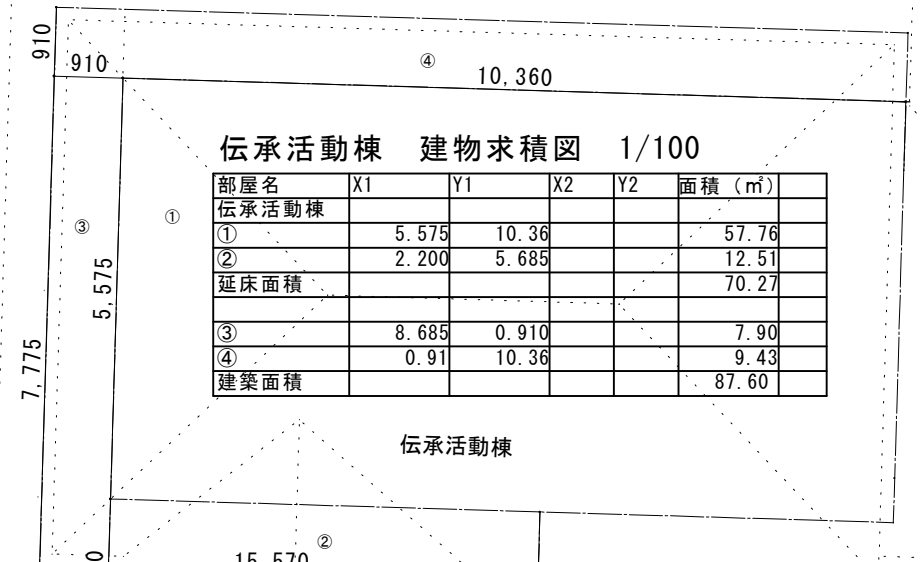 910
910
④
10,360
伝承活動棟 建物求積図 1/100
部屋名 X1 Y1 X2 Y2 面積（㎡）
伝承活動棟
① 5.575 10.36 57.76
② 2.200 5.685 12.51
延床面積 70.27
③ 8.685 0.910 7.90
④ 0.91 10.36 9.43
建築面積 87.60
①
③
5,575
7,775
伝承活動棟
②